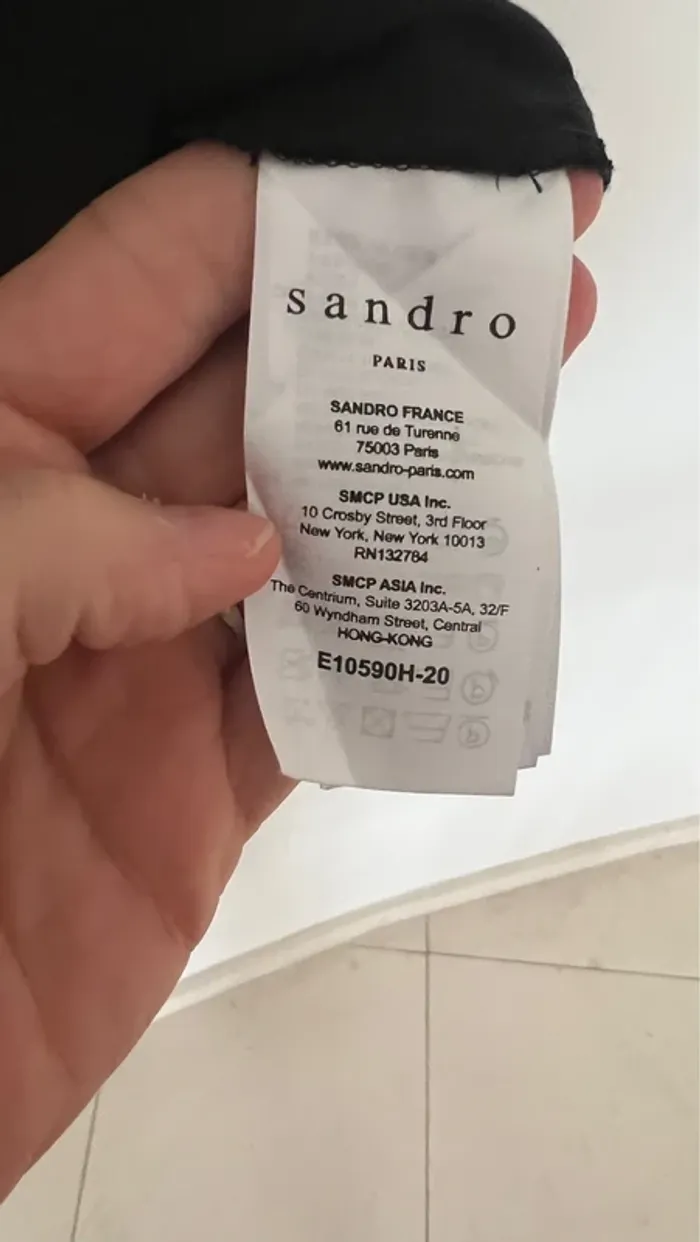 sandro
PARIS
SANDRO FRANCE
61 rue de Turenne
75003 Paris
www.sandro-paris.com
SMCP USA Inc.
10 Crosby Street, 3rd Floor
New York, New York 10013
RN132784
SMCP ASIA Inc.
The Centrium, Suite 3203A-5A, 32/F
60 Wyndham Street, Central
HONG-KONG
E10590H-20